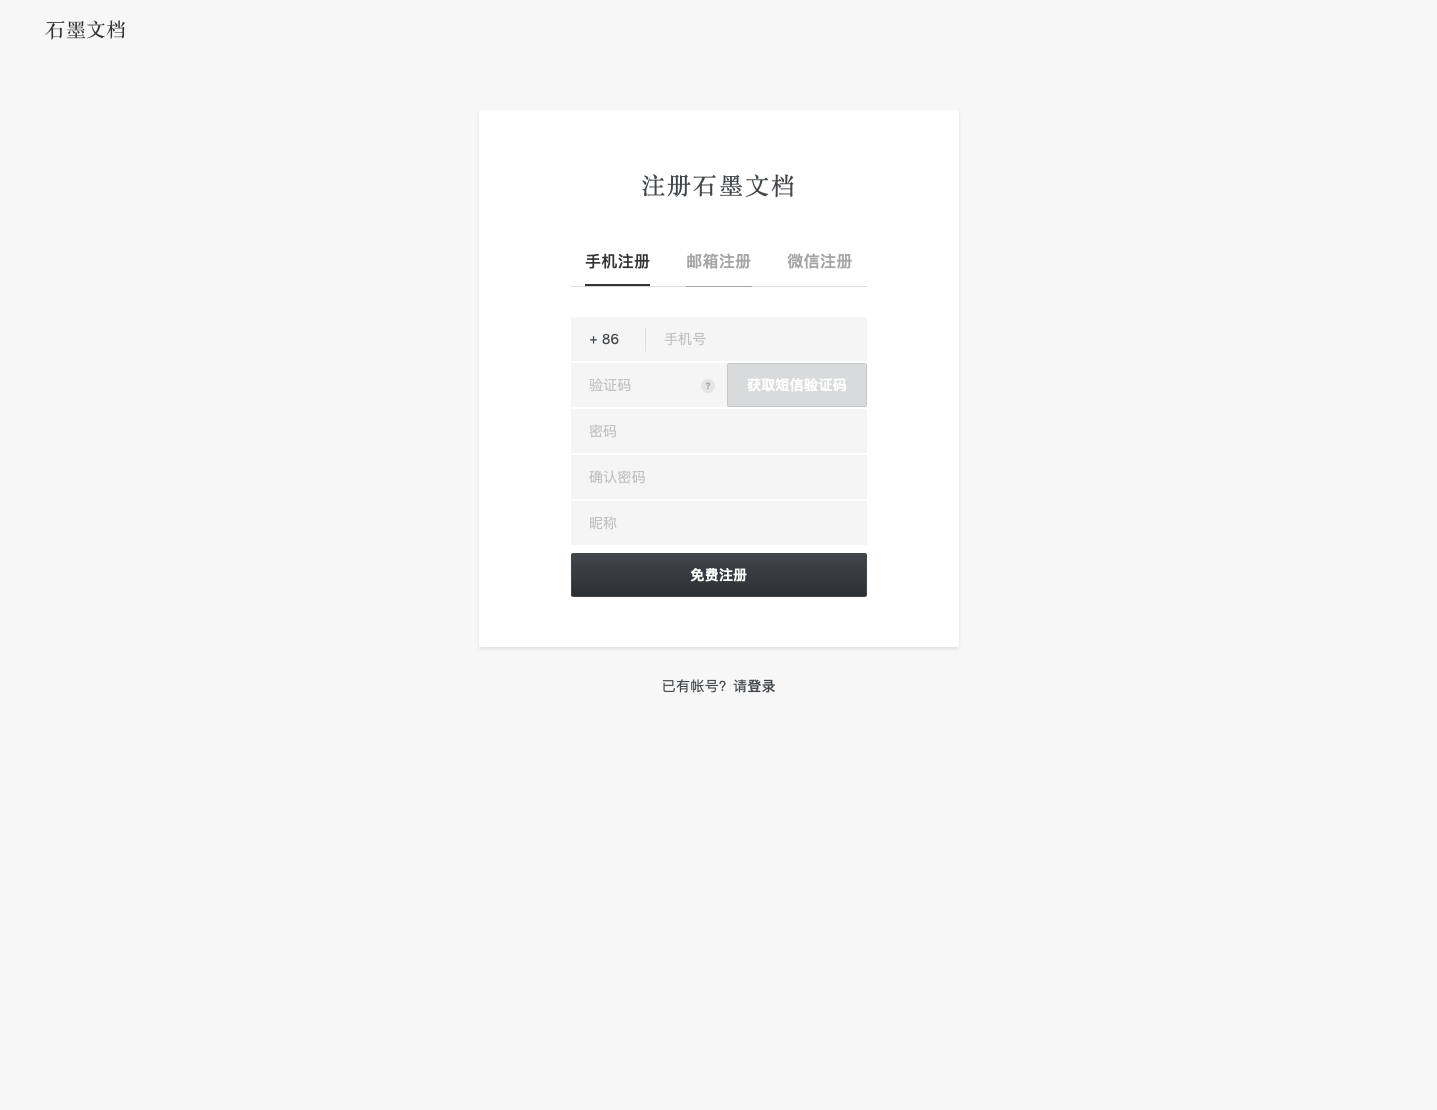 石墨文档
注册石墨文档
手机注册 邮箱注册 微信注册
+ 86 手机号
验证码 ? 获取短信验证码
密码
确认密码
昵称
免费注册
已有帐号? 请登录